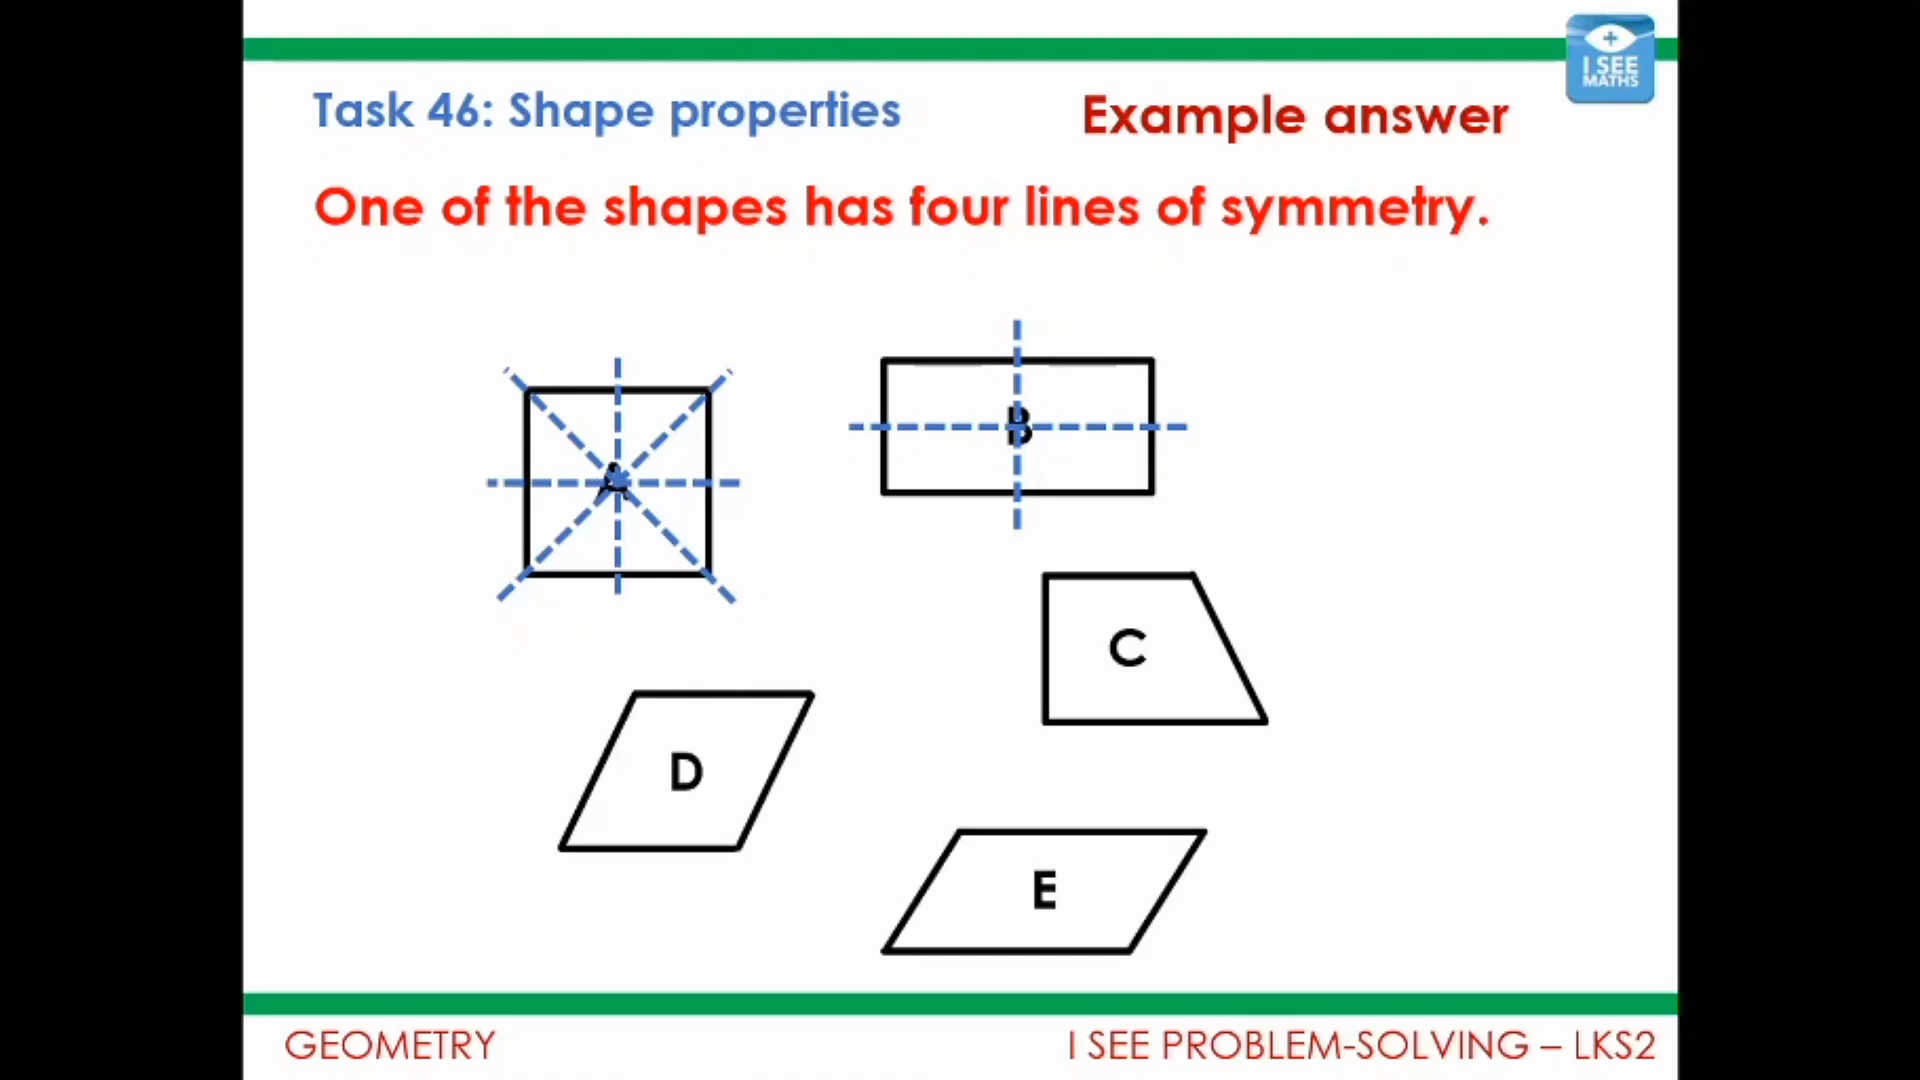 I SEE
MATHS
Task 46: Shape properties
Example answer
One of the shapes has four lines of symmetry.
A
B
C
D
E
GEOMETRY
I SEE PROBLEM-SOLVING – LKS2